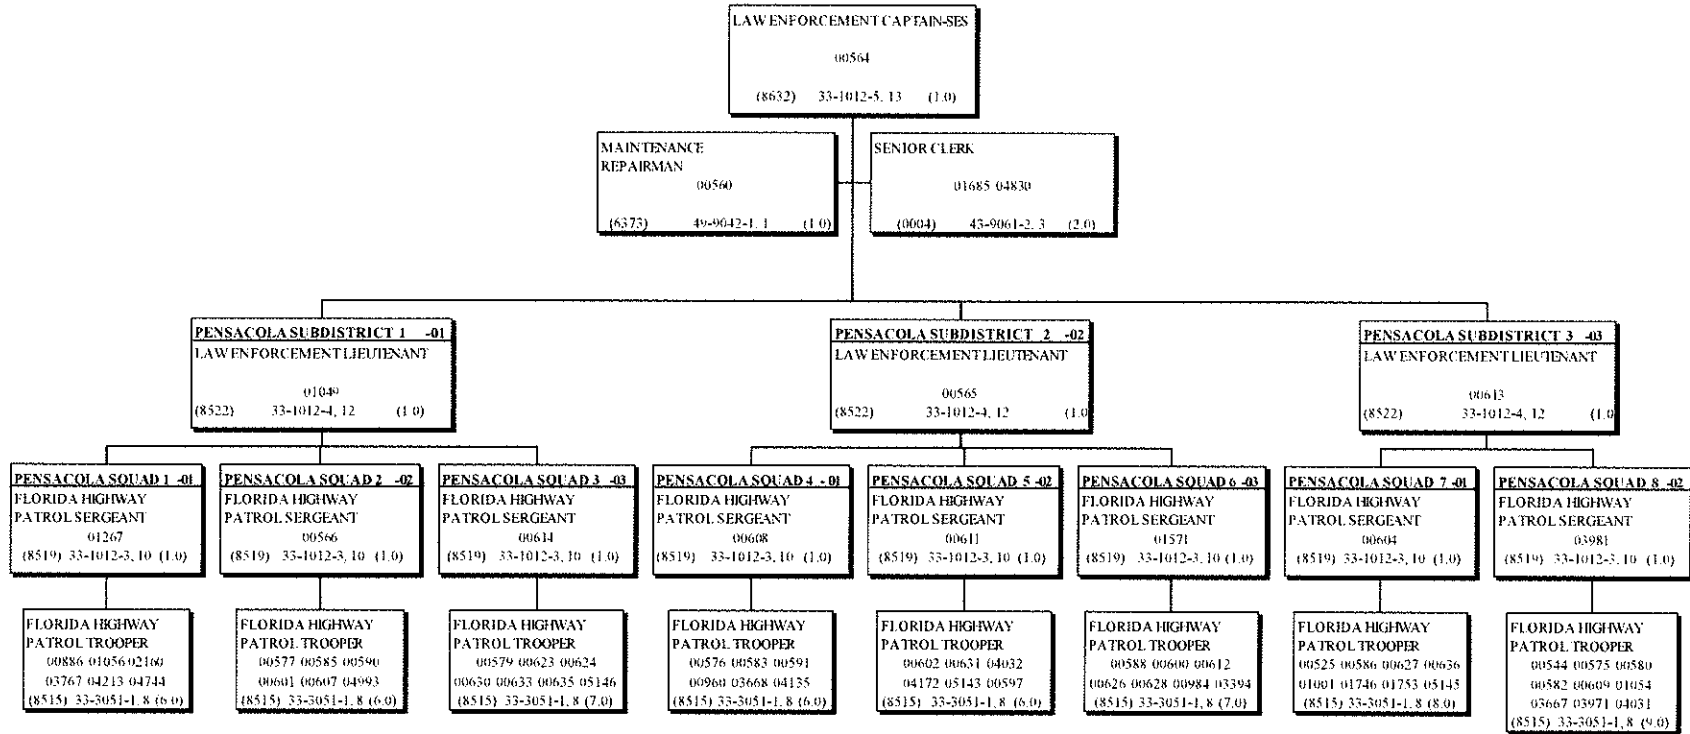 LAW ENFORCEMENT CAPTAIN-SES
00564
(8632) 33-1012-5, 13 (1.0)
MAINTENANCE
REPAIRMAN
00560
(6373) 49-9042-1, 1 (1.0)
SENIOR CLERK
01685 04830
(0004) 43-9061-2, 3 (2.0)
PENSACOLA SUBDISTRICT 1 -01
LAW ENFORCEMENT LIEUTENANT
01049
(8522) 33-1012-4, 12 (1.0)
PENSACOLA SUBDISTRICT 2 -02
LAW ENFORCEMENT LIEUTENANT
00565
(8522) 33-1012-4, 12 (1.0
PENSACOLA SUBDISTRICT 3 -03
LAW ENFORCEMENT LIEUTENANT
00613
(8522) 33-1012-4, 12 (1.0
PENSACOLA SQUAD 1 -01
FLORIDA HIGHWAY
PATROL SERGEANT
01267
(8519) 33-1012-3, 10 (1.0)
PENSACOLA SQUAD 2 -02
FLORIDA HIGHWAY
PATROL SERGEANT
00566
(8519) 33-1012-3, 10 (1.0)
PENSACOLA SQUAD 3 -03
FLORIDA HIGHWAY
PATROL SERGEANT
00614
(8519) 33-1012-3, 10 (1.0)
PENSACOLA SQUAD 4 - 01
FLORIDA HIGHWAY
PATROL SERGEANT
00608
(8519) 33-1012-3, 10 (1.0)
PENSACOLA SQUAD 5 -02
FLORIDA HIGHWAY
PATROL SERGEANT
00611
(8519) 33-1012-3, 10 (1.0)
PENSACOLA SQUAD 6 -03
FLORIDA HIGHWAY
PATROL SERGEANT
01571
(8519) 33-1012-3, 10 (1.0)
PENSACOLA SQUAD 7 -01
FLORIDA HIGHWAY
PATROL SERGEANT
00604
(8519) 33-1012-3, 10 (1.0)
PENSACOLA SQUAD 8 -02
FLORIDA HIGHWAY
PATROL SERGEANT
03981
(8519) 33-1012-3, 10 (1.0)
FLORIDA HIGHWAY
PATROL TROOPER
00886 01056 02160
03767 04213 04744
(8515) 33-3051-1, 8 (6.0)
FLORIDA HIGHWAY
PATROL TROOPER
00577 00585 00590
00601 00607 04993
(8515) 33-3051-1, 8 (6.0)
FLORIDA HIGHWAY
PATROL TROOPER
00579 00623 00624
00630 00633 00635 05146
(8515) 33-3051-1, 8 (7.0)
FLORIDA HIGHWAY
PATROL TROOPER
00576 00583 00591
00960 03668 04135
(8515) 33-3051-1, 8 (6.0)
FLORIDA HIGHWAY
PATROL TROOPER
00602 00631 04032
04172 05143 00597
(8515) 33-3051-1, 8 (6.0)
FLORIDA HIGHWAY
PATROL TROOPER
00588 00600 00612
00626 00628 00984 03394
(8515) 33-3051-1, 8 (7.0)
FLORIDA HIGHWAY
PATROL TROOPER
00525 00586 00627 00636
01001 01746 01753 05145
(8515) 33-3051-1, 8 (8.0)
FLORIDA HIGHWAY
PATROL TROOPER
00544 00575 00580
00582 00609 01054
03667 03971 04031
(8515) 33-3051-1, 8 (9.0)